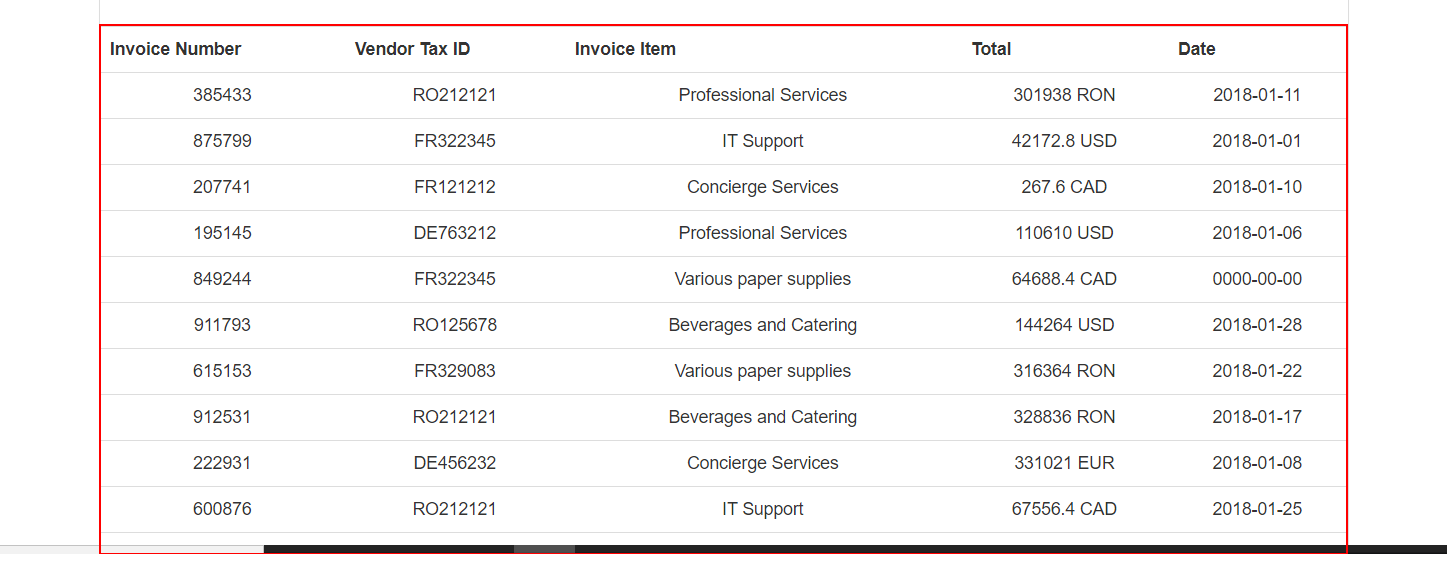 Invoice Number Vendor Tax ID Invoice Item Total Date
385433 RO212121 Professional Services 301938 RON 2018-01-11
875799 FR322345 IT Support 42172.8 USD 2018-01-01
207741 FR121212 Concierge Services 267.6 CAD 2018-01-10
195145 DE763212 Professional Services 110610 USD 2018-01-06
849244 FR322345 Various paper supplies 64688.4 CAD 0000-00-00
911793 RO125678 Beverages and Catering 144264 USD 2018-01-28
615153 FR329083 Various paper supplies 316364 RON 2018-01-22
912531 RO212121 Beverages and Catering 328836 RON 2018-01-17
222931 DE456232 Concierge Services 331021 EUR 2018-01-08
600876 RO212121 IT Support 67556.4 CAD 2018-01-25